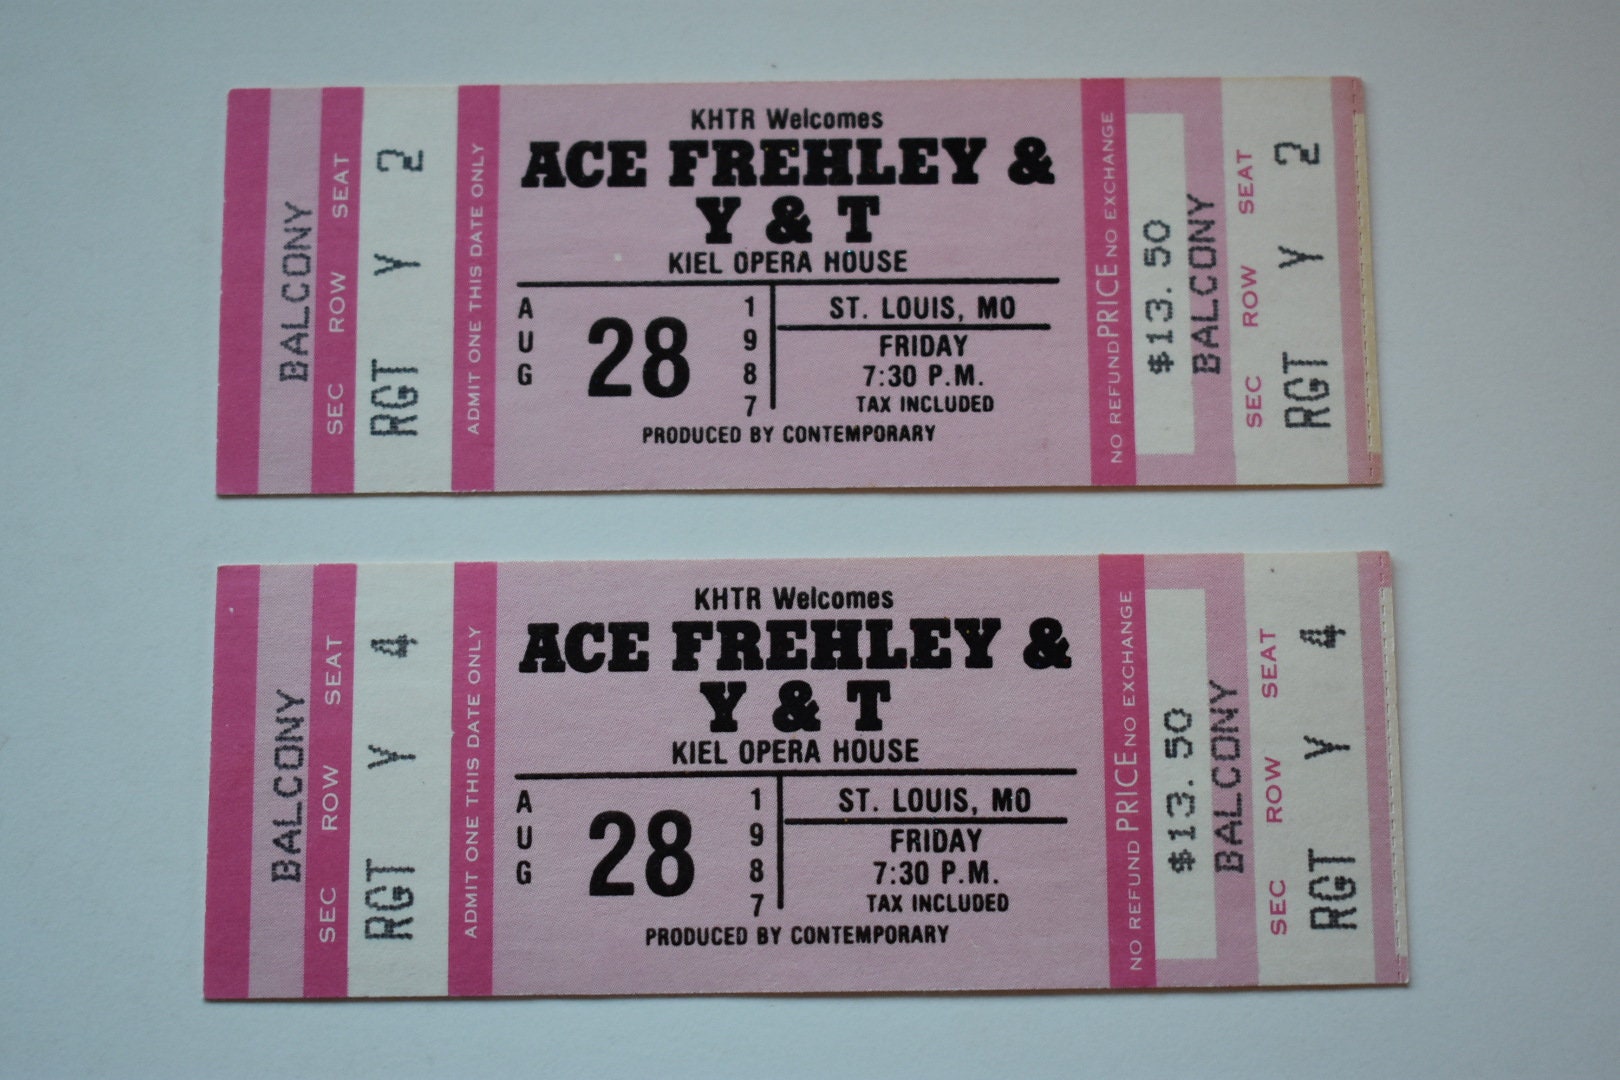 BALCONY
SEC ROW SEAT
RGT Y 2
ADMIT ONE THIS DATE ONLY
KHTR Welcomes
ACE FREHLEY &
Y & T
KIEL OPERA HOUSE
AUG 28 1987
ST. LOUIS, MO
FRIDAY
7:30 P.M.
TAX INCLUDED
PRODUCED BY CONTEMPORARY
NO REFUND PRICE NO EXCHANGE
$13.50
BALCONY
SEC ROW SEAT
RGT Y 2
BALCONY
SEC ROW SEAT
RGT Y 4
ADMIT ONE THIS DATE ONLY
KHTR Welcomes
ACE FREHLEY &
Y & T
KIEL OPERA HOUSE
AUG 28 1987
ST. LOUIS, MO
FRIDAY
7:30 P.M.
TAX INCLUDED
PRODUCED BY CONTEMPORARY
NO REFUND PRICE NO EXCHANGE
$13.50
BALCONY
SEC ROW SEAT
RGT Y 4